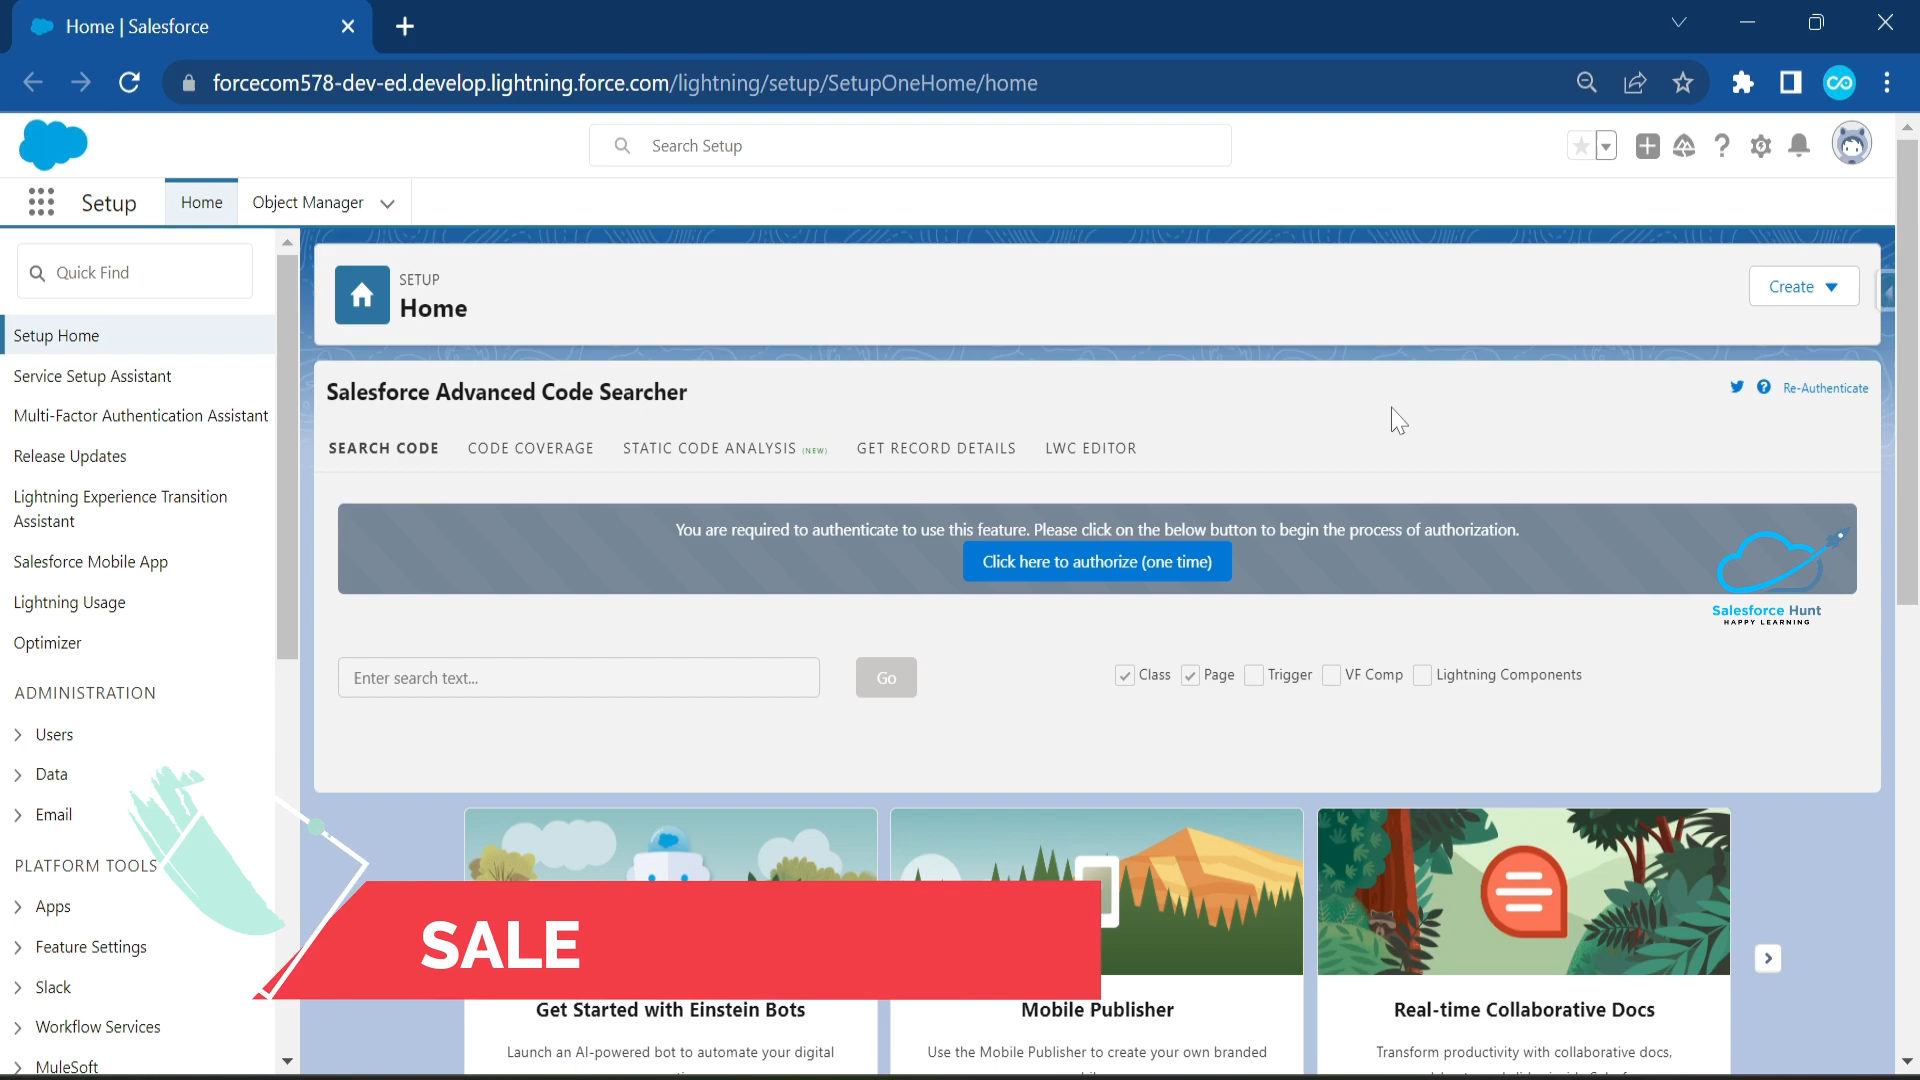 Home | Salesforce
forcecom578-dev-ed.develop.lightning.force.com/lightning/setup/SetupOneHome/home
Search Setup
Setup
Home
Object Manager
Quick Find
SETUP
Home
Create
Setup Home
Service Setup Assistant
Multi-Factor Authentication Assistant
Release Updates
Lightning Experience Transition
Assistant
Salesforce Mobile App
Lightning Usage
Optimizer
ADMINISTRATION
Users
Data
Email
PLATFORM TOOLS
Apps
Feature Settings
Slack
Workflow Services
MuleSoft
Salesforce Advanced Code Searcher
Re-Authenticate
SEARCH CODE
CODE COVERAGE
STATIC CODE ANALYSIS (NEW)
GET RECORD DETAILS
LWC EDITOR
You are required to authenticate to use this feature. Please click on the below button to begin the process of authorization.
Click here to authorize (one time)
Salesforce Hunt
HAPPY LEARNING
Enter search text...
Go
Class
Page
Trigger
VF Comp
Lightning Components
SALE
Get Started with Einstein Bots
Launch an AI-powered bot to automate your digital
Mobile Publisher
Use the Mobile Publisher to create your own branded
Real-time Collaborative Docs
Transform productivity with collaborative docs,